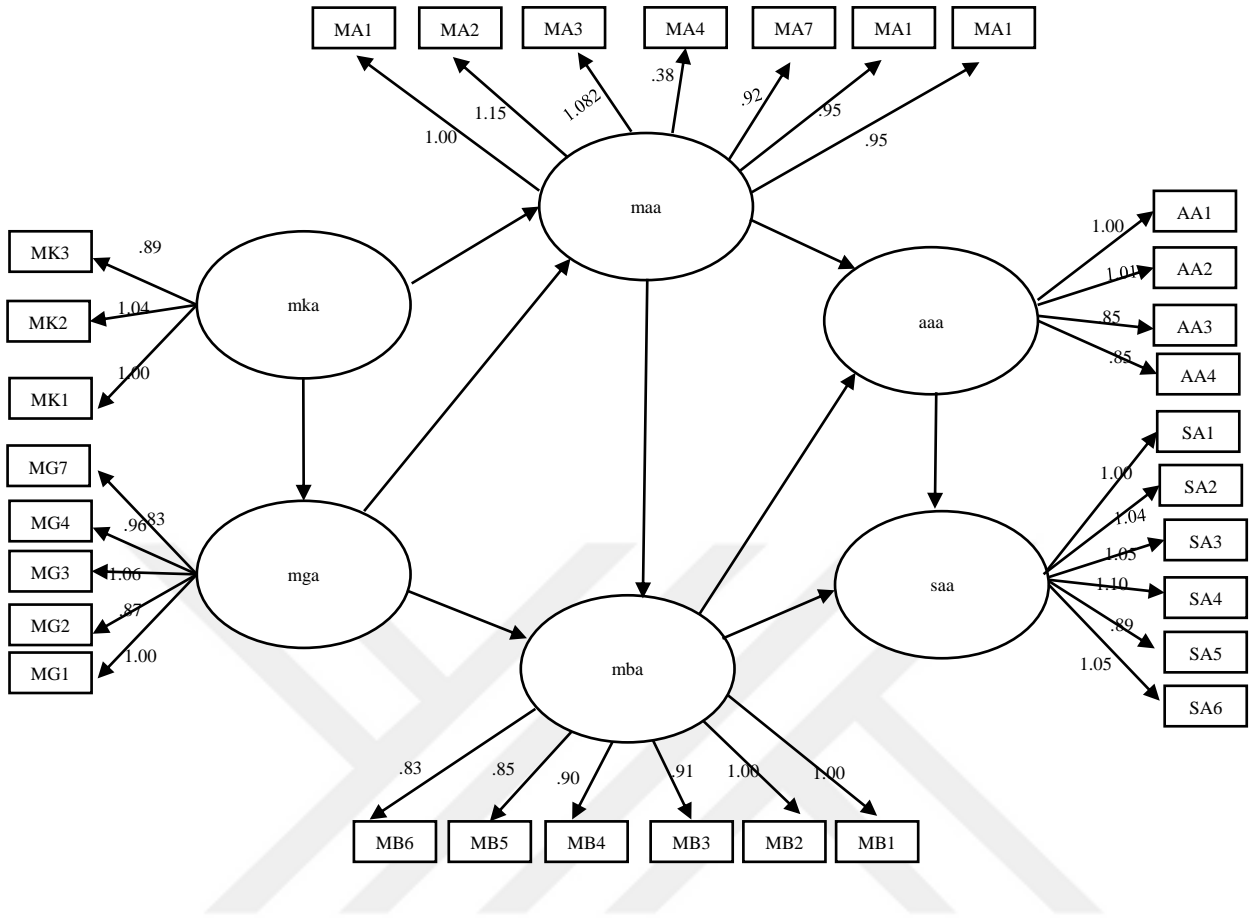 MA1 MA2 MA3 MA4 MA7 MA1 MA1
1.00 1.15 1.082 .38 .92 .95 .95
maa
MK3 .89
MK2 1.04
MK1 1.00
mka
AA1 1.00
AA2 1.01
AA3 .85
AA4 .85
aaa
MG7 .83
MG4 .96
MG3 1.06
MG2 .87
MG1 1.00
mga
SA1 1.00
SA2 1.04
SA3 1.05
SA4 1.10
SA5 .89
SA6 1.05
saa
mba
.83 .85 .90 .91 1.00 1.00
MB6 MB5 MB4 MB3 MB2 MB1